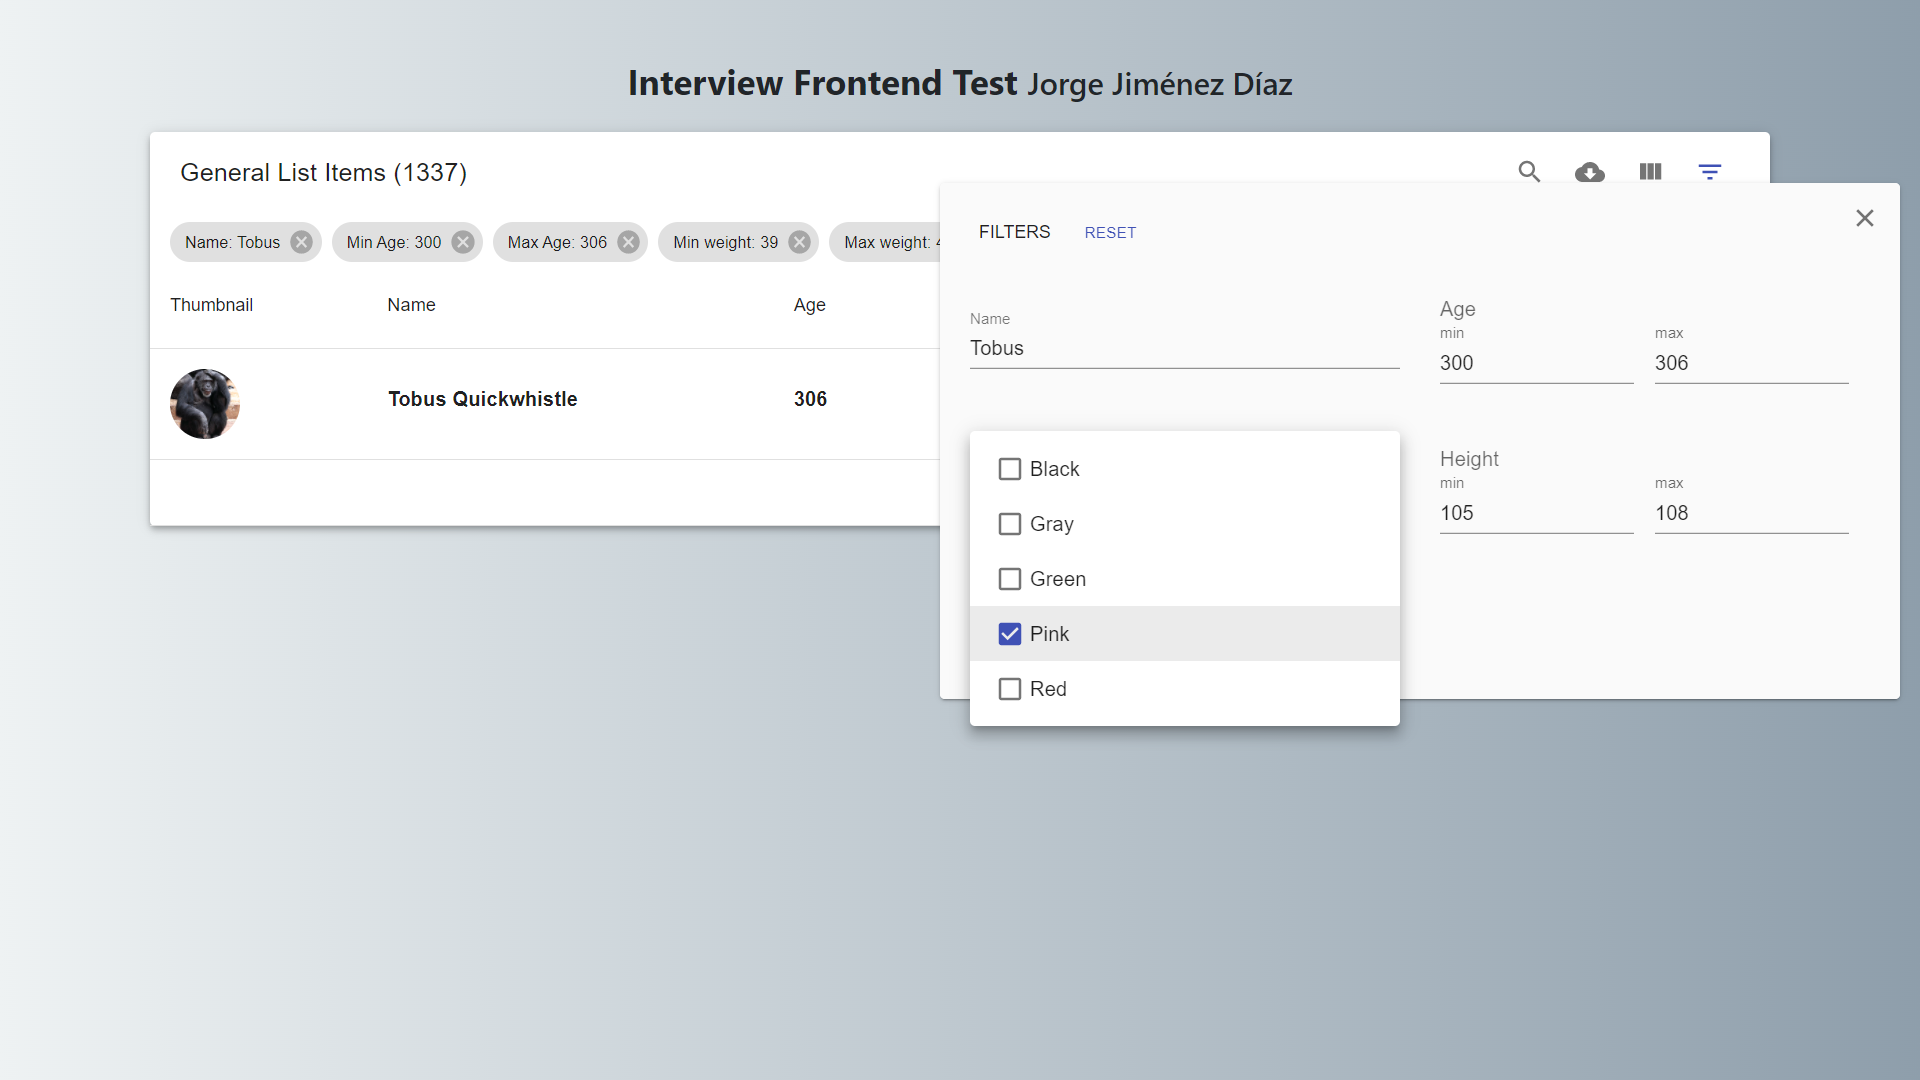 Interview Frontend Test Jorge Jiménez Díaz
General List Items (1337)
Name: Tobus
Min Age: 300
Max Age: 306
Min weight: 39
Max weight:
Thumbnail
Name
Age
Tobus Quickwhistle
306
FILTERS
RESET
Name
Tobus
Age
min
300
max
306
Black
Gray
Green
Pink
Red
Height
min
105
max
108